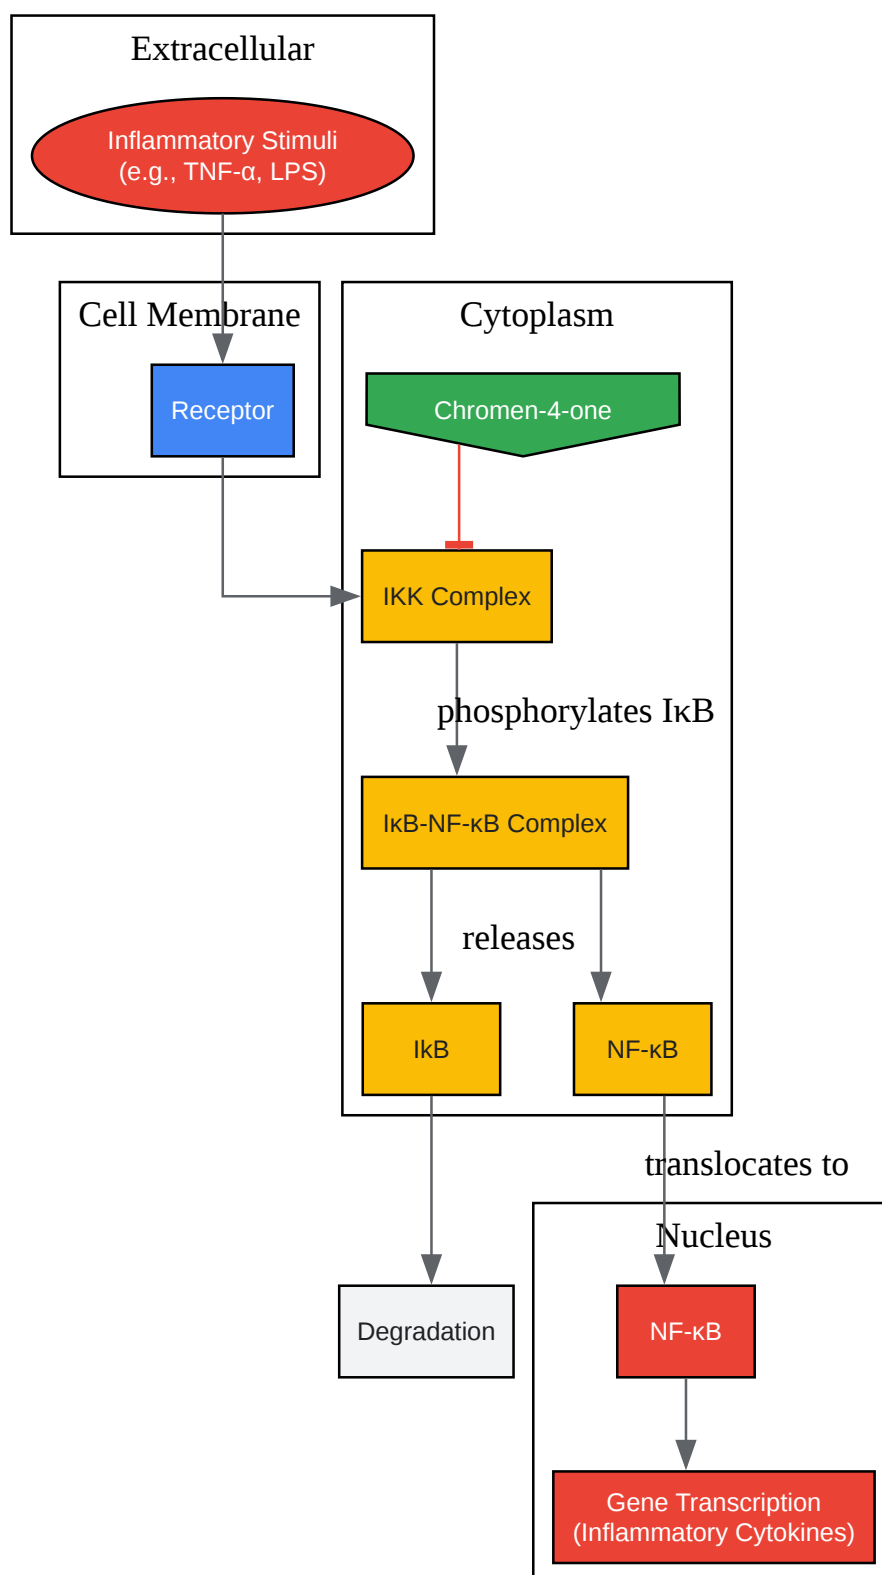 Extracellular
Inflammatory Stimuli
(e.g., TNF-α, LPS)
Cell Membrane
Receptor
Cytoplasm
Chromen-4-one
IKK Complex
phosphorylates IκB
IκB-NF-κB Complex
releases
IkB
NF-κB
translocates to
Nucleus
Degradation
NF-κB
Gene Transcription
(Inflammatory Cytokines)